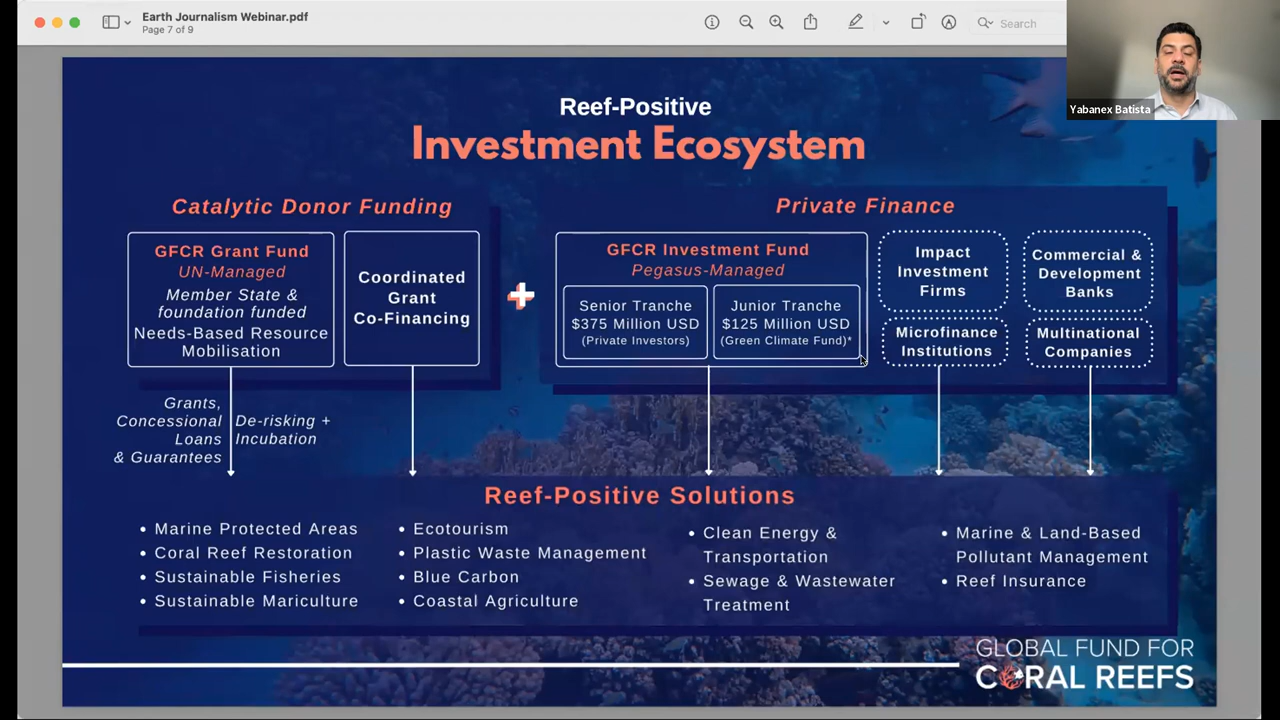 Earth Journalism Webinar.pdf
Page 7 of 9
Search
Yabanex Batista
Reef-Positive
Investment Ecosystem
Catalytic Donor Funding
GFCR Grant Fund
UN-Managed
Member State &
foundation funded
Needs-Based Resource
Mobilisation
Coordinated
Grant
Co-Financing
Private Finance
GFCR Investment Fund
Pegasus-Managed
Senior Tranche
$375 Million USD
(Private Investors)
Junior Tranche
$125 Million USD
(Green Climate Fund)*
Impact
Investment
Firms
Commercial &
Development
Banks
Microfinance
Institutions
Multinational
Companies
Grants,
Concessional
Loans
& Guarantees
De-risking +
Incubation
Reef-Positive Solutions
• Marine Protected Areas
• Coral Reef Restoration
• Sustainable Fisheries
• Sustainable Mariculture
• Ecotourism
• Plastic Waste Management
• Blue Carbon
• Coastal Agriculture
• Clean Energy &
Transportation
• Sewage & Wastewater
Treatment
• Marine & Land-Based
Pollutant Management
• Reef Insurance
GLOBAL FUND FOR
CORAL REEFS